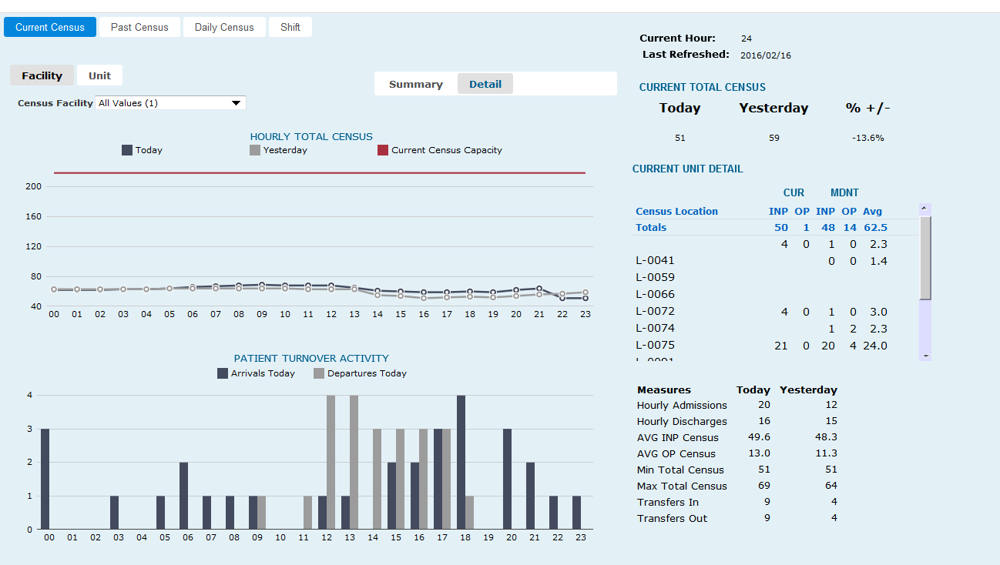 Current Census Past Census Daily Census Shift
Current Hour: 24
Last Refreshed: 2016/02/16
Facility Unit
Summary Detail
Census Facility All Values (1)
HOURLY TOTAL CENSUS
Today Yesterday Current Census Capacity
200
160
120
80
40
00 01 02 03 04 05 06 07 08 09 10 11 12 13 14 15 16 17 18 19 20 21 22 23
PATIENT TURNOVER ACTIVITY
Arrivals Today Departures Today
4
3
2
1
0
00 01 02 03 04 05 06 07 08 09 10 11 12 13 14 15 16 17 18 19 20 21 22 23
CURRENT TOTAL CENSUS
Today Yesterday % +/-
51 59 -13.6%
CURRENT UNIT DETAIL
CUR MDNT
Census Location INP OP INP OP Avg
Totals 50 1 48 14 62.5
4 0 1 0 2.3
L-0041 0 0 1.4
L-0059
L-0066
L-0072 4 0 1 0 3.0
L-0074 1 2 2.3
L-0075 21 0 20 4 24.0
Measures Today Yesterday
Hourly Admissions 20 12
Hourly Discharges 16 15
AVG INP Census 49.6 48.3
AVG OP Census 13.0 11.3
Min Total Census 51 51
Max Total Census 69 64
Transfers In 9 4
Transfers Out 9 4